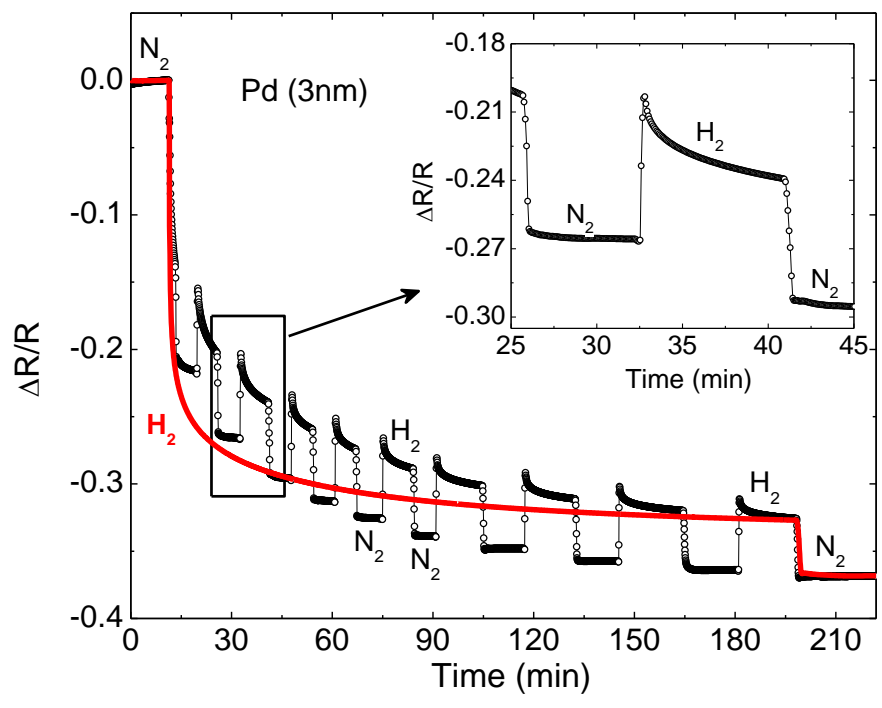 N₂
Pd (3nm)
0.0
-0.1
-0.2
-0.3
-0.4
ΔR/R
0
30
60
90
120
150
180
210
Time (min)
H₂
H₂
H₂
N₂
N₂
N₂
-0.18
-0.21
-0.24
-0.27
-0.30
ΔR/R
25
30
35
40
45
Time (min)
N₂
H₂
N₂